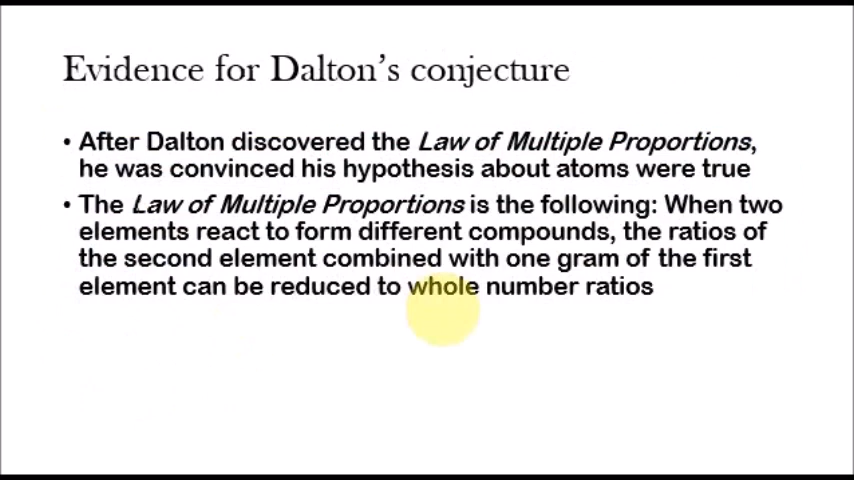 Evidence for Dalton’s conjecture
• After Dalton discovered the Law of Multiple Proportions,
he was convinced his hypothesis about atoms were true
• The Law of Multiple Proportions is the following: When two
elements react to form different compounds, the ratios of
the second element combined with one gram of the first
element can be reduced to whole number ratios